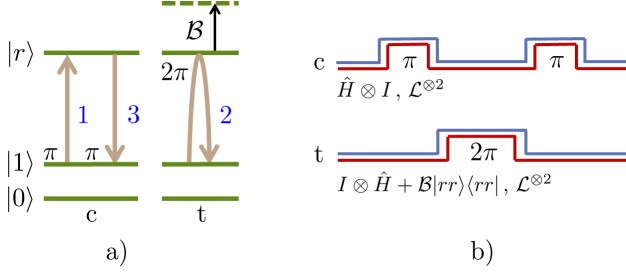 ℬ
|r⟩
2π
1
3
2
π
π
|1⟩
|0⟩
c
t
a)
c
π
π
Ĥ ⊗ I , ℒ^{⊗2}
t
2π
I ⊗ Ĥ + ℬ|rr⟩⟨rr| , ℒ^{⊗2}
b)